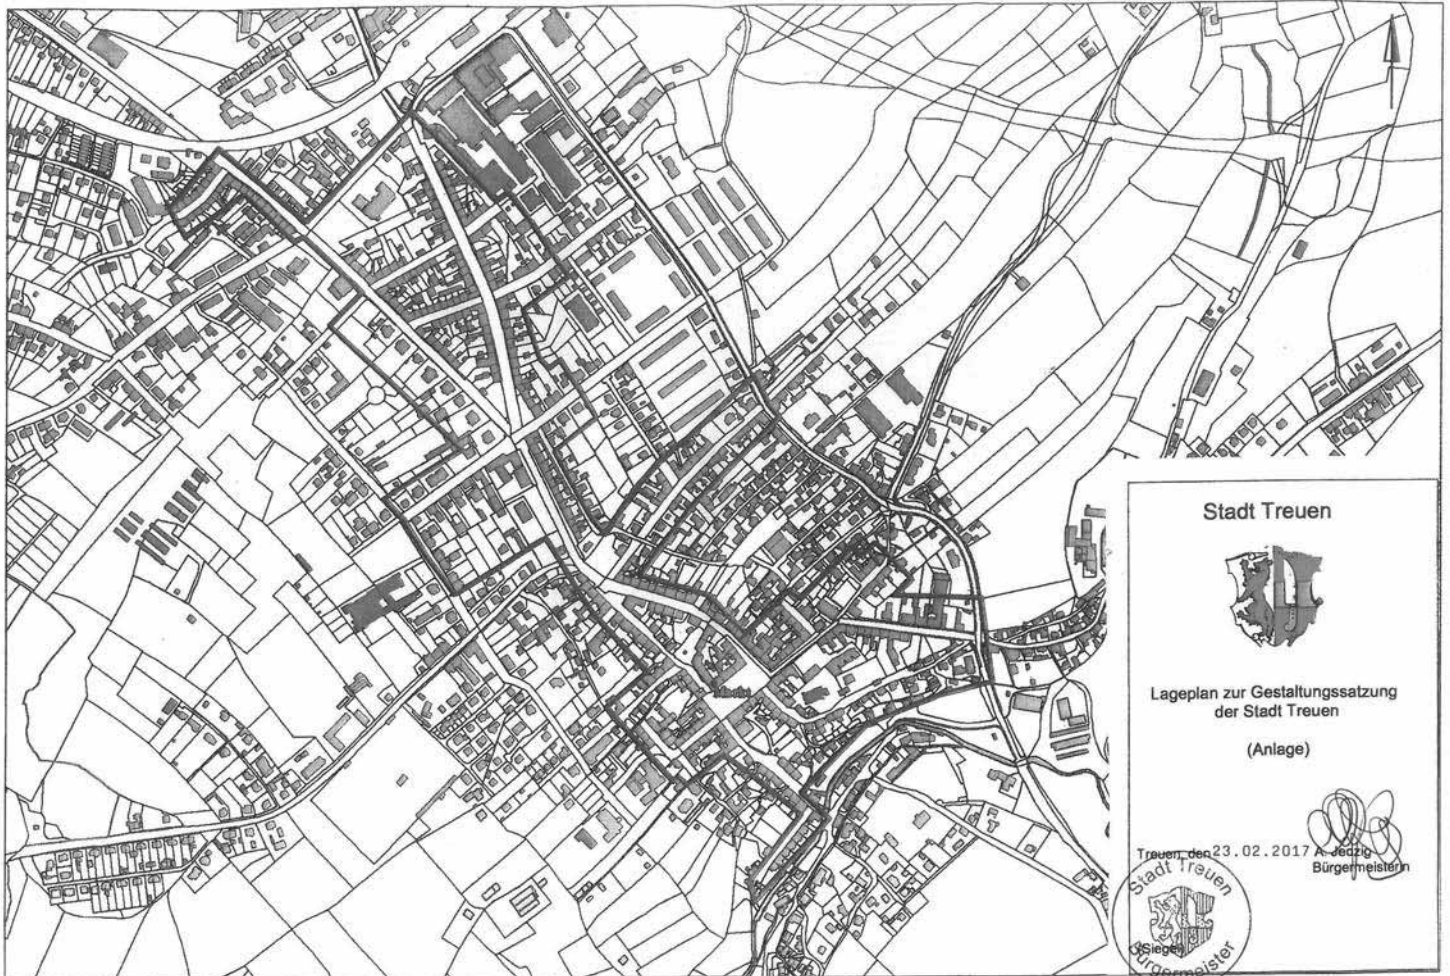 Markt
Stadt Treuen
Lageplan zur Gestaltungssatzung
der Stadt Treuen
(Anlage)
Treuen, den 23.02.2017 A. Jedzig
Bürgermeisterin
Stadt Treuen
(Siegel)
Bürgermeister